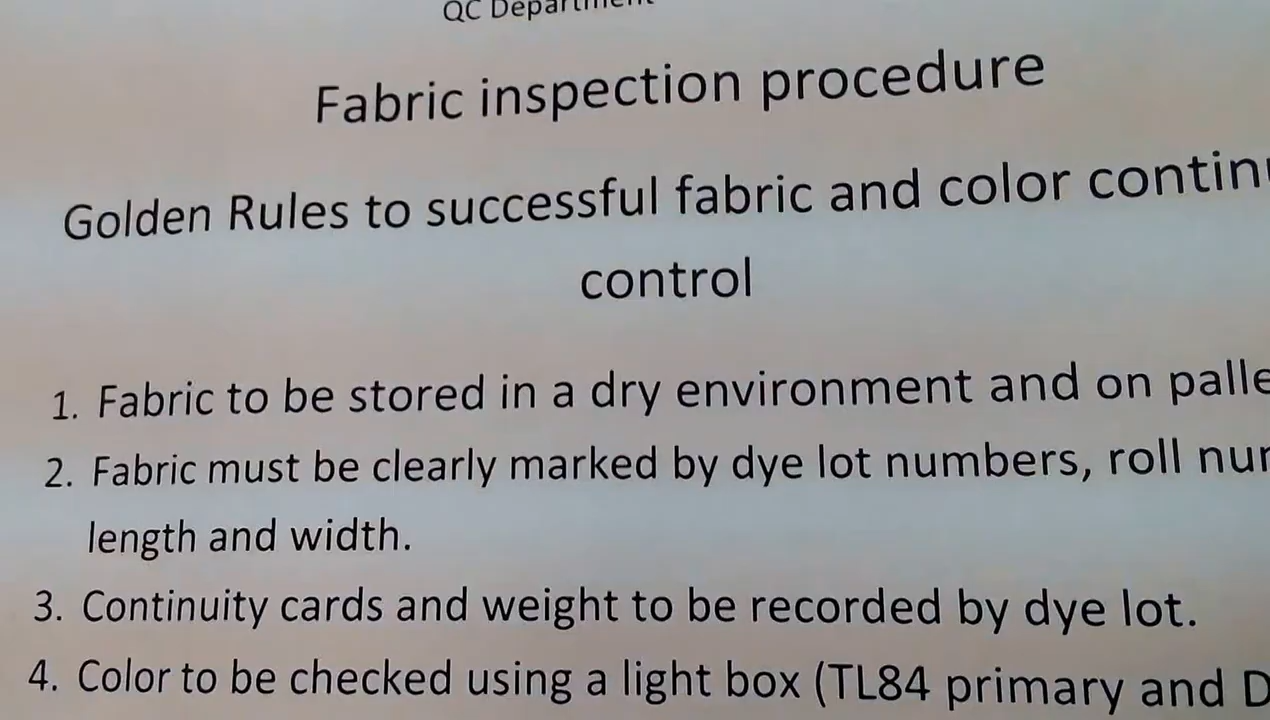 QC Department
Fabric inspection procedure
Golden Rules to successful fabric and color
control
1. Fabric to be stored in a dry environment and on
2. Fabric must be clearly marked by dye lot numbers, roll
length and width.
3. Continuity cards and weight to be recorded by dye lot.
4. Color to be checked using a light box (TL84 primary and